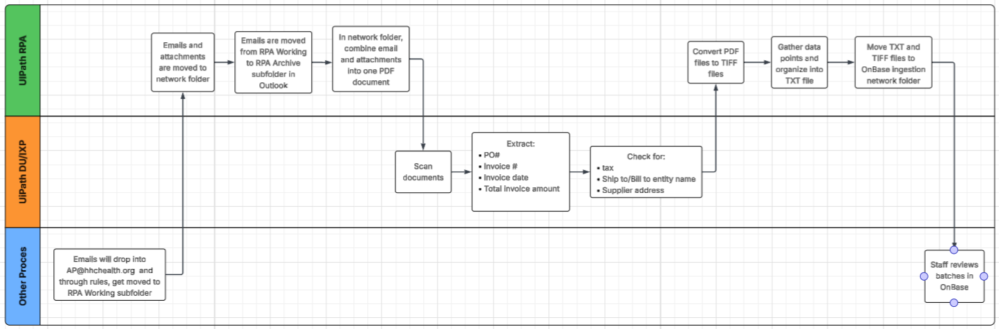 UIPath RPA
Emails and
attachments
are moved to
network folder
Emails are moved
from RPA Working
to RPA Archive
subfolder in
Outlook
In network folder,
combine email
and attachments
into one PDF
document
Convert PDF
files to TIFF
files
Gather data
points and
organize into
TXT file
Move TXT and
TIFF files to
OnBase ingestion
network folder
UiPath DU/IXP
Scan
documents
Extract:
▪ PO#
▪ Invoice #
▪ Invoice date
▪ Total invoice amount
Check for:
▪ tax
▪ Ship to/Bill to entity name
▪ Supplier address
Other Proces
Emails will drop into
AP@hhchealth.org and
through rules, get moved to
RPA Working subfolder
Staff reviews
batches in
OnBase